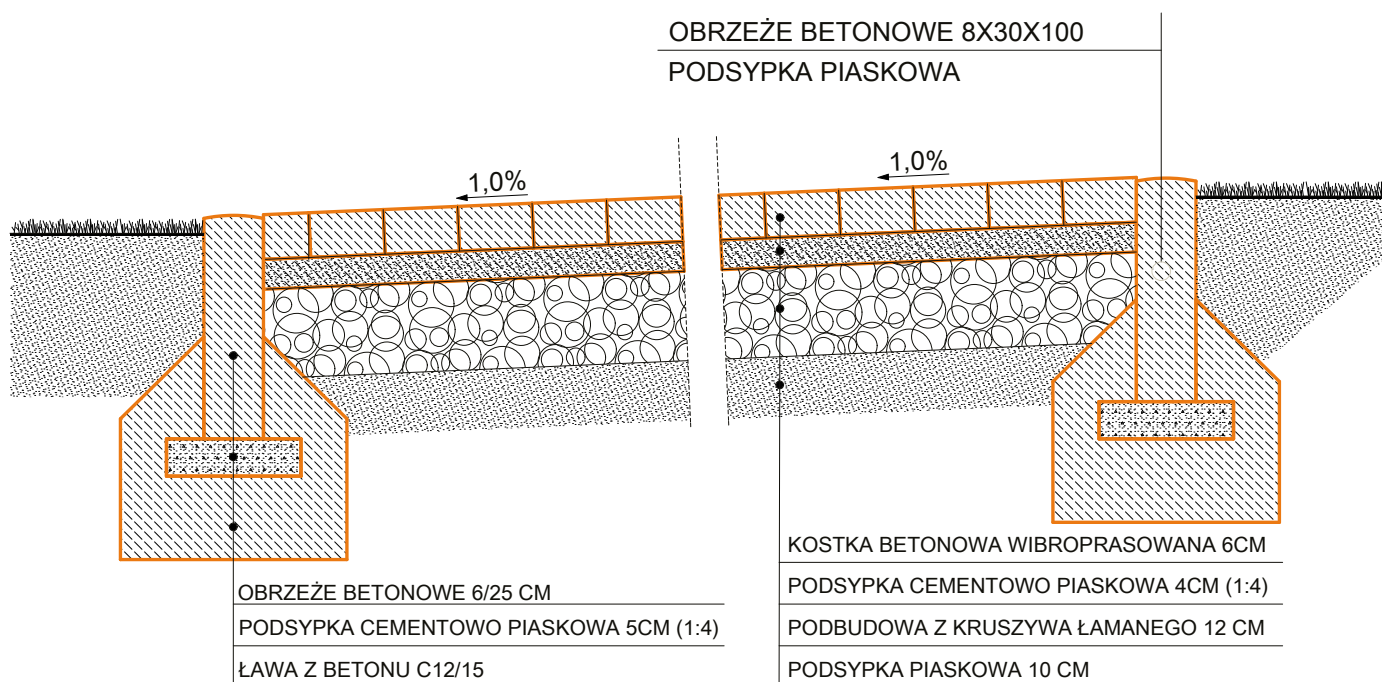 OBRZEŻE BETONOWE 8X30X100
PODSYPKA PIASKOWA
1,0%
1,0%
OBRZEŻE BETONOWE 6/25 CM
PODSYPKA CEMENTOWO PIASKOWA 5CM (1:4)
ŁAWA Z BETONU C12/15
KOSTKA BETONOWA WIBROPRASOWANA 6CM
PODSYPKA CEMENTOWO PIASKOWA 4CM (1:4)
PODBUDOWA Z KRUSZYWA ŁAMANEGO 12 CM
PODSYPKA PIASKOWA 10 CM